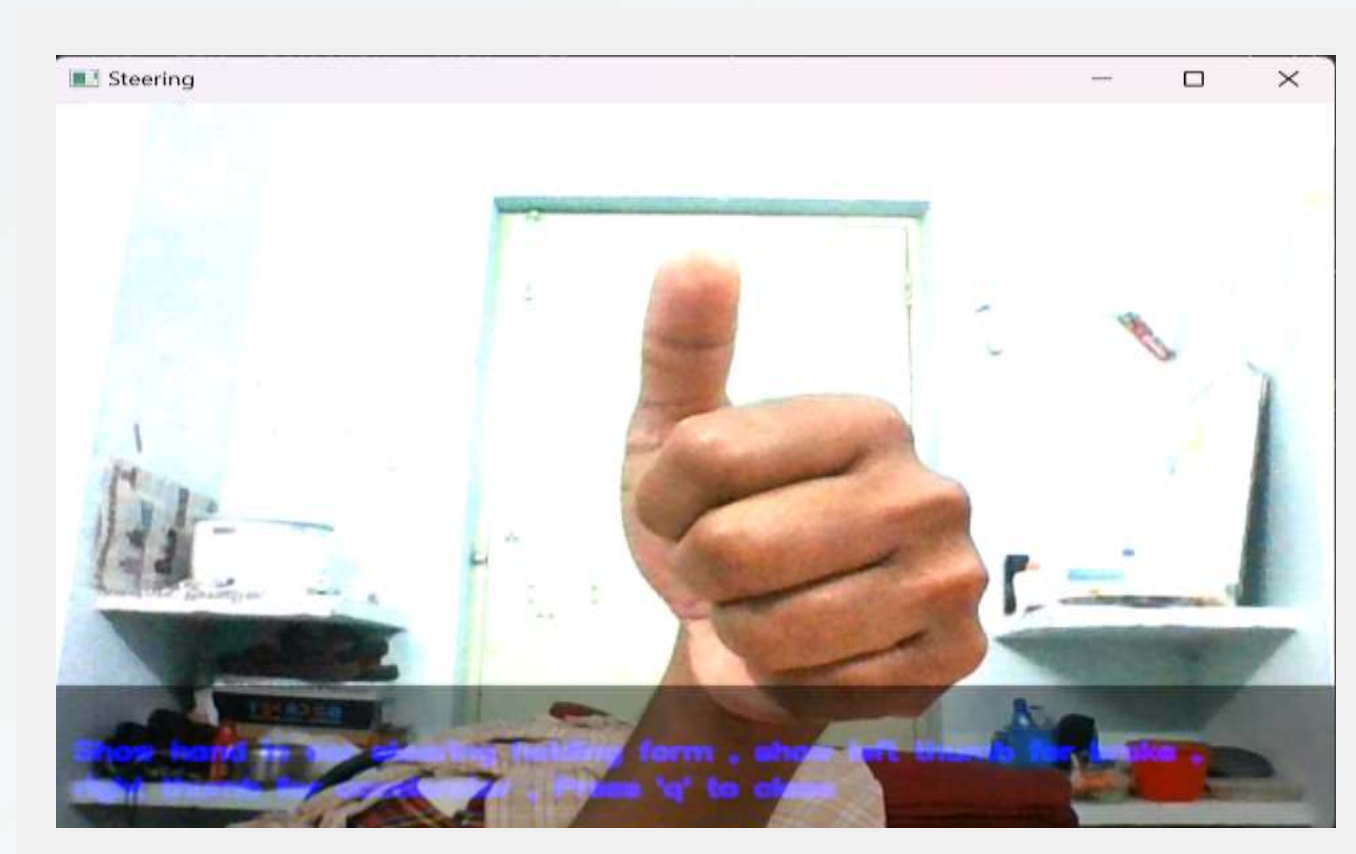 Steering
Show hand in car steering holding form , show left thumb for brake ,
right thumb for accelerator , Press 'q' to close